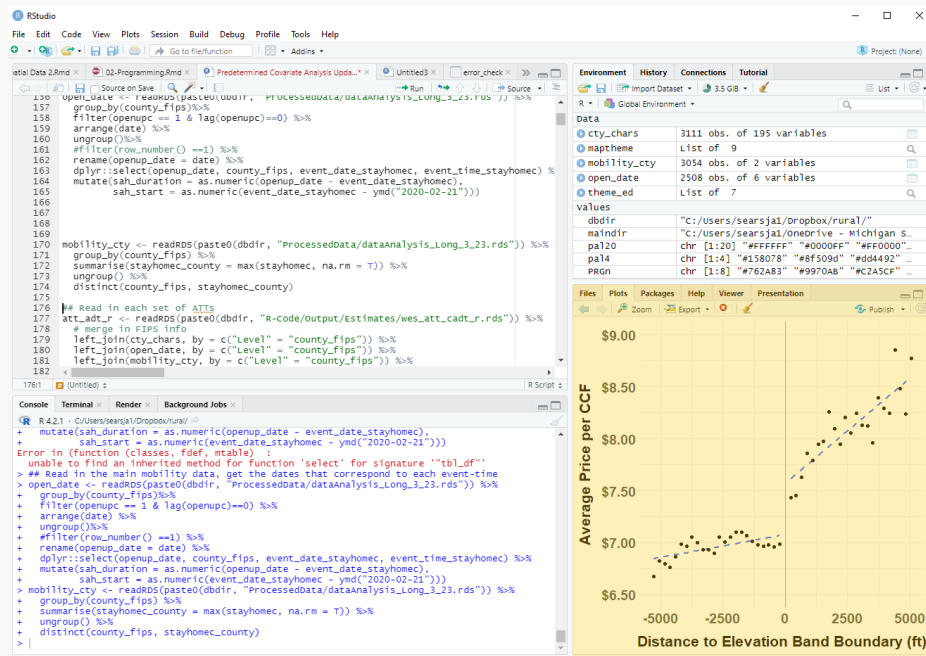 RStudio
File Edit Code View Plots Session Build Debug Profile Tools Help
Go to file/function
Addins
Project: (None)
atial Data 2.Rmd
02-Programming.Rmd
Predetermined Covariate Analysis Upda...*
Untitled3
error_check
Source on Save
Run
Source
156 open_date <- readRDS(paste0(dbdir, "ProcessedData/dataAnalysis_Long_3_23.rds")) %>%
157 group_by(county_fips)%>%
158 filter(openupc == 1 & lag(openupc)==0) %>%
159 arrange(date) %>%
160 ungroup()%>%
161 #filter(row_number() ==1) %>%
162 rename(openup_date = date) %>%
163 dplyr::select(openup_date, county_fips, event_date_stayhomec, event_time_stayhomec) %
164 mutate(sah_duration = as.numeric(openup_date - event_date_stayhomec),
165 sah_start = as.numeric(event_date_stayhomec - ymd("2020-02-21")))
166
167
168
169
170 mobility_cty <- readRDS(paste0(dbdir, "ProcessedData/dataAnalysis_Long_3_23.rds")) %>%
171 group_by(county_fips) %>%
172 summarise(stayhomec_county = max(stayhomec, na.rm = T)) %>%
173 ungroup() %>%
174 distinct(county_fips, stayhomec_county)
175
176 ## Read in each set of ATTs
177 att_adt_r <- readRDS(paste0(dbdir, "R-Code/Output/Estimates/wes_att_cadt_r.rds")) %>%
178 # merge in FIPS info
179 left_join(cty_chars, by = c("Level" = "county_fips")) %>%
180 left_join(open_date, by = c("Level" = "county_fips")) %>%
181 left_join(mobility_cty, by = c("Level" = "county_fips")) %>%
182
176:1 (Untitled) R Script
Console Terminal Render Background Jobs
R 4.2.1 · C:/Users/searsja1/Dropbox/rural/
+ mutate(sah_duration = as.numeric(openup_date - event_date_stayhomec),
+ sah_start = as.numeric(event_date_stayhomec - ymd("2020-02-21")))
Error in (function (classes, fdef, mtable) :
unable to find an inherited method for function 'select' for signature '"tbl_df"'
> ## Read in the main mobility data, get the dates that correspond to each event-time
> open_date <- readRDS(paste0(dbdir, "ProcessedData/dataAnalysis_Long_3_23.rds")) %>%
+ group_by(county_fips)%>%
+ filter(openupc == 1 & lag(openupc)==0) %>%
+ arrange(date) %>%
+ ungroup()%>%
+ #filter(row_number() ==1) %>%
+ rename(openup_date = date) %>%
+ dplyr::select(openup_date, county_fips, event_date_stayhomec, event_time_stayhomec) %>%
+ mutate(sah_duration = as.numeric(openup_date - event_date_stayhomec),
+ sah_start = as.numeric(event_date_stayhomec - ymd("2020-02-21")))
> mobility_cty <- readRDS(paste0(dbdir, "ProcessedData/dataAnalysis_Long_3_23.rds")) %>%
+ group_by(county_fips) %>%
+ summarise(stayhomec_county = max(stayhomec, na.rm = T)) %>%
+ ungroup() %>%
+ distinct(county_fips, stayhomec_county)
>
Environment History Connections Tutorial
Import Dataset 3.5 GiB List
R Global Environment
Data
cty_chars 3111 obs. of 195 variables
maptheme List of 9
mobility_cty 3054 obs. of 2 variables
open_date 2508 obs. of 6 variables
theme_ed List of 7
Values
dbdir "C:/Users/searsja1/Dropbox/rural/"
maindir "C:/Users/searsja1/OneDrive - Michigan S…
pal20 chr [1:20] "#FFFFFF" "#0000FF" "#FF0000"…
pal4 chr [1:4] "#158078" "#8f509d" "#dd4492" …
PRGn chr [1:8] "#762A83" "#9970AB" "#C2A5CF" …
Files Plots Packages Help Viewer Presentation
Zoom Export Publish
$9.00
$8.50
$8.00
$7.50
$7.00
$6.50
Average Price per CCF
-5000 -2500 0 2500 5000
Distance to Elevation Band Boundary (ft)